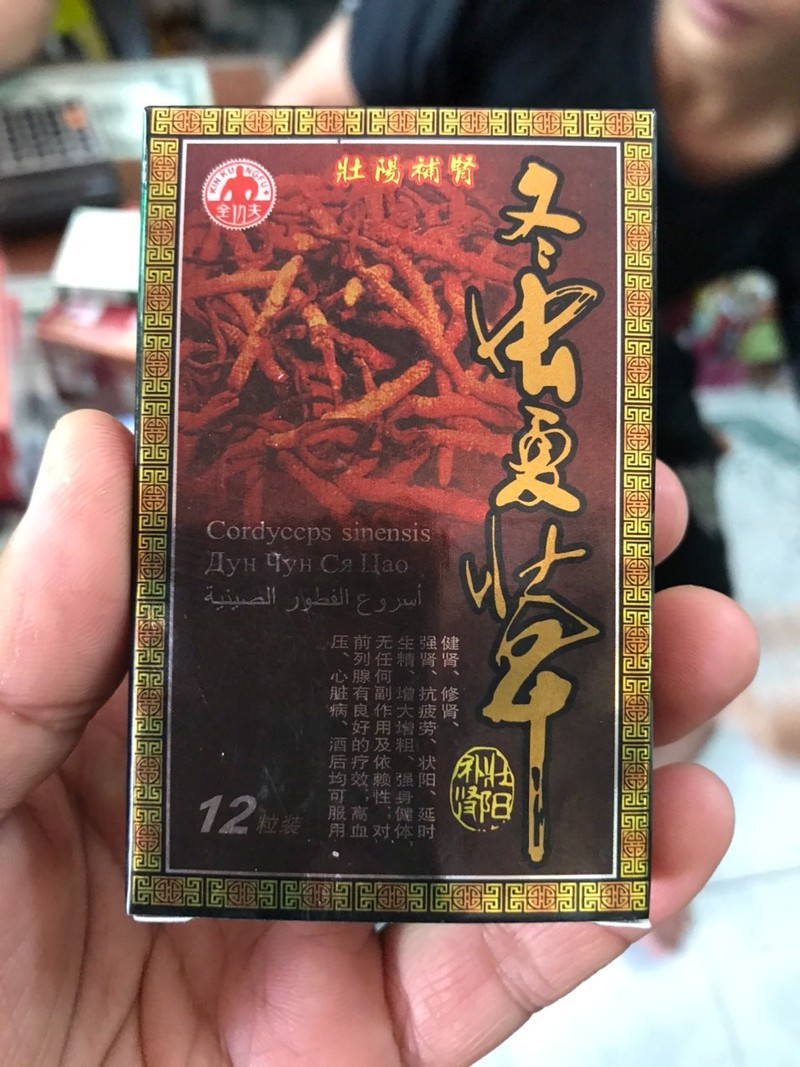 全功夫
壯陽補腎
冬虫夏草
Cordyceps sinensis
Дун Чун Ся Цао
أسروع الفطور الصينية
健肾、修肾、
强肾、抗疲劳、状阳、延时
生精、增大增粗、强身健体、
无任何副作用及依赖性，对
前列腺有良好的疗效，高血
压、心脏病、酒后均可服用
壮阳
补肾
12粒装